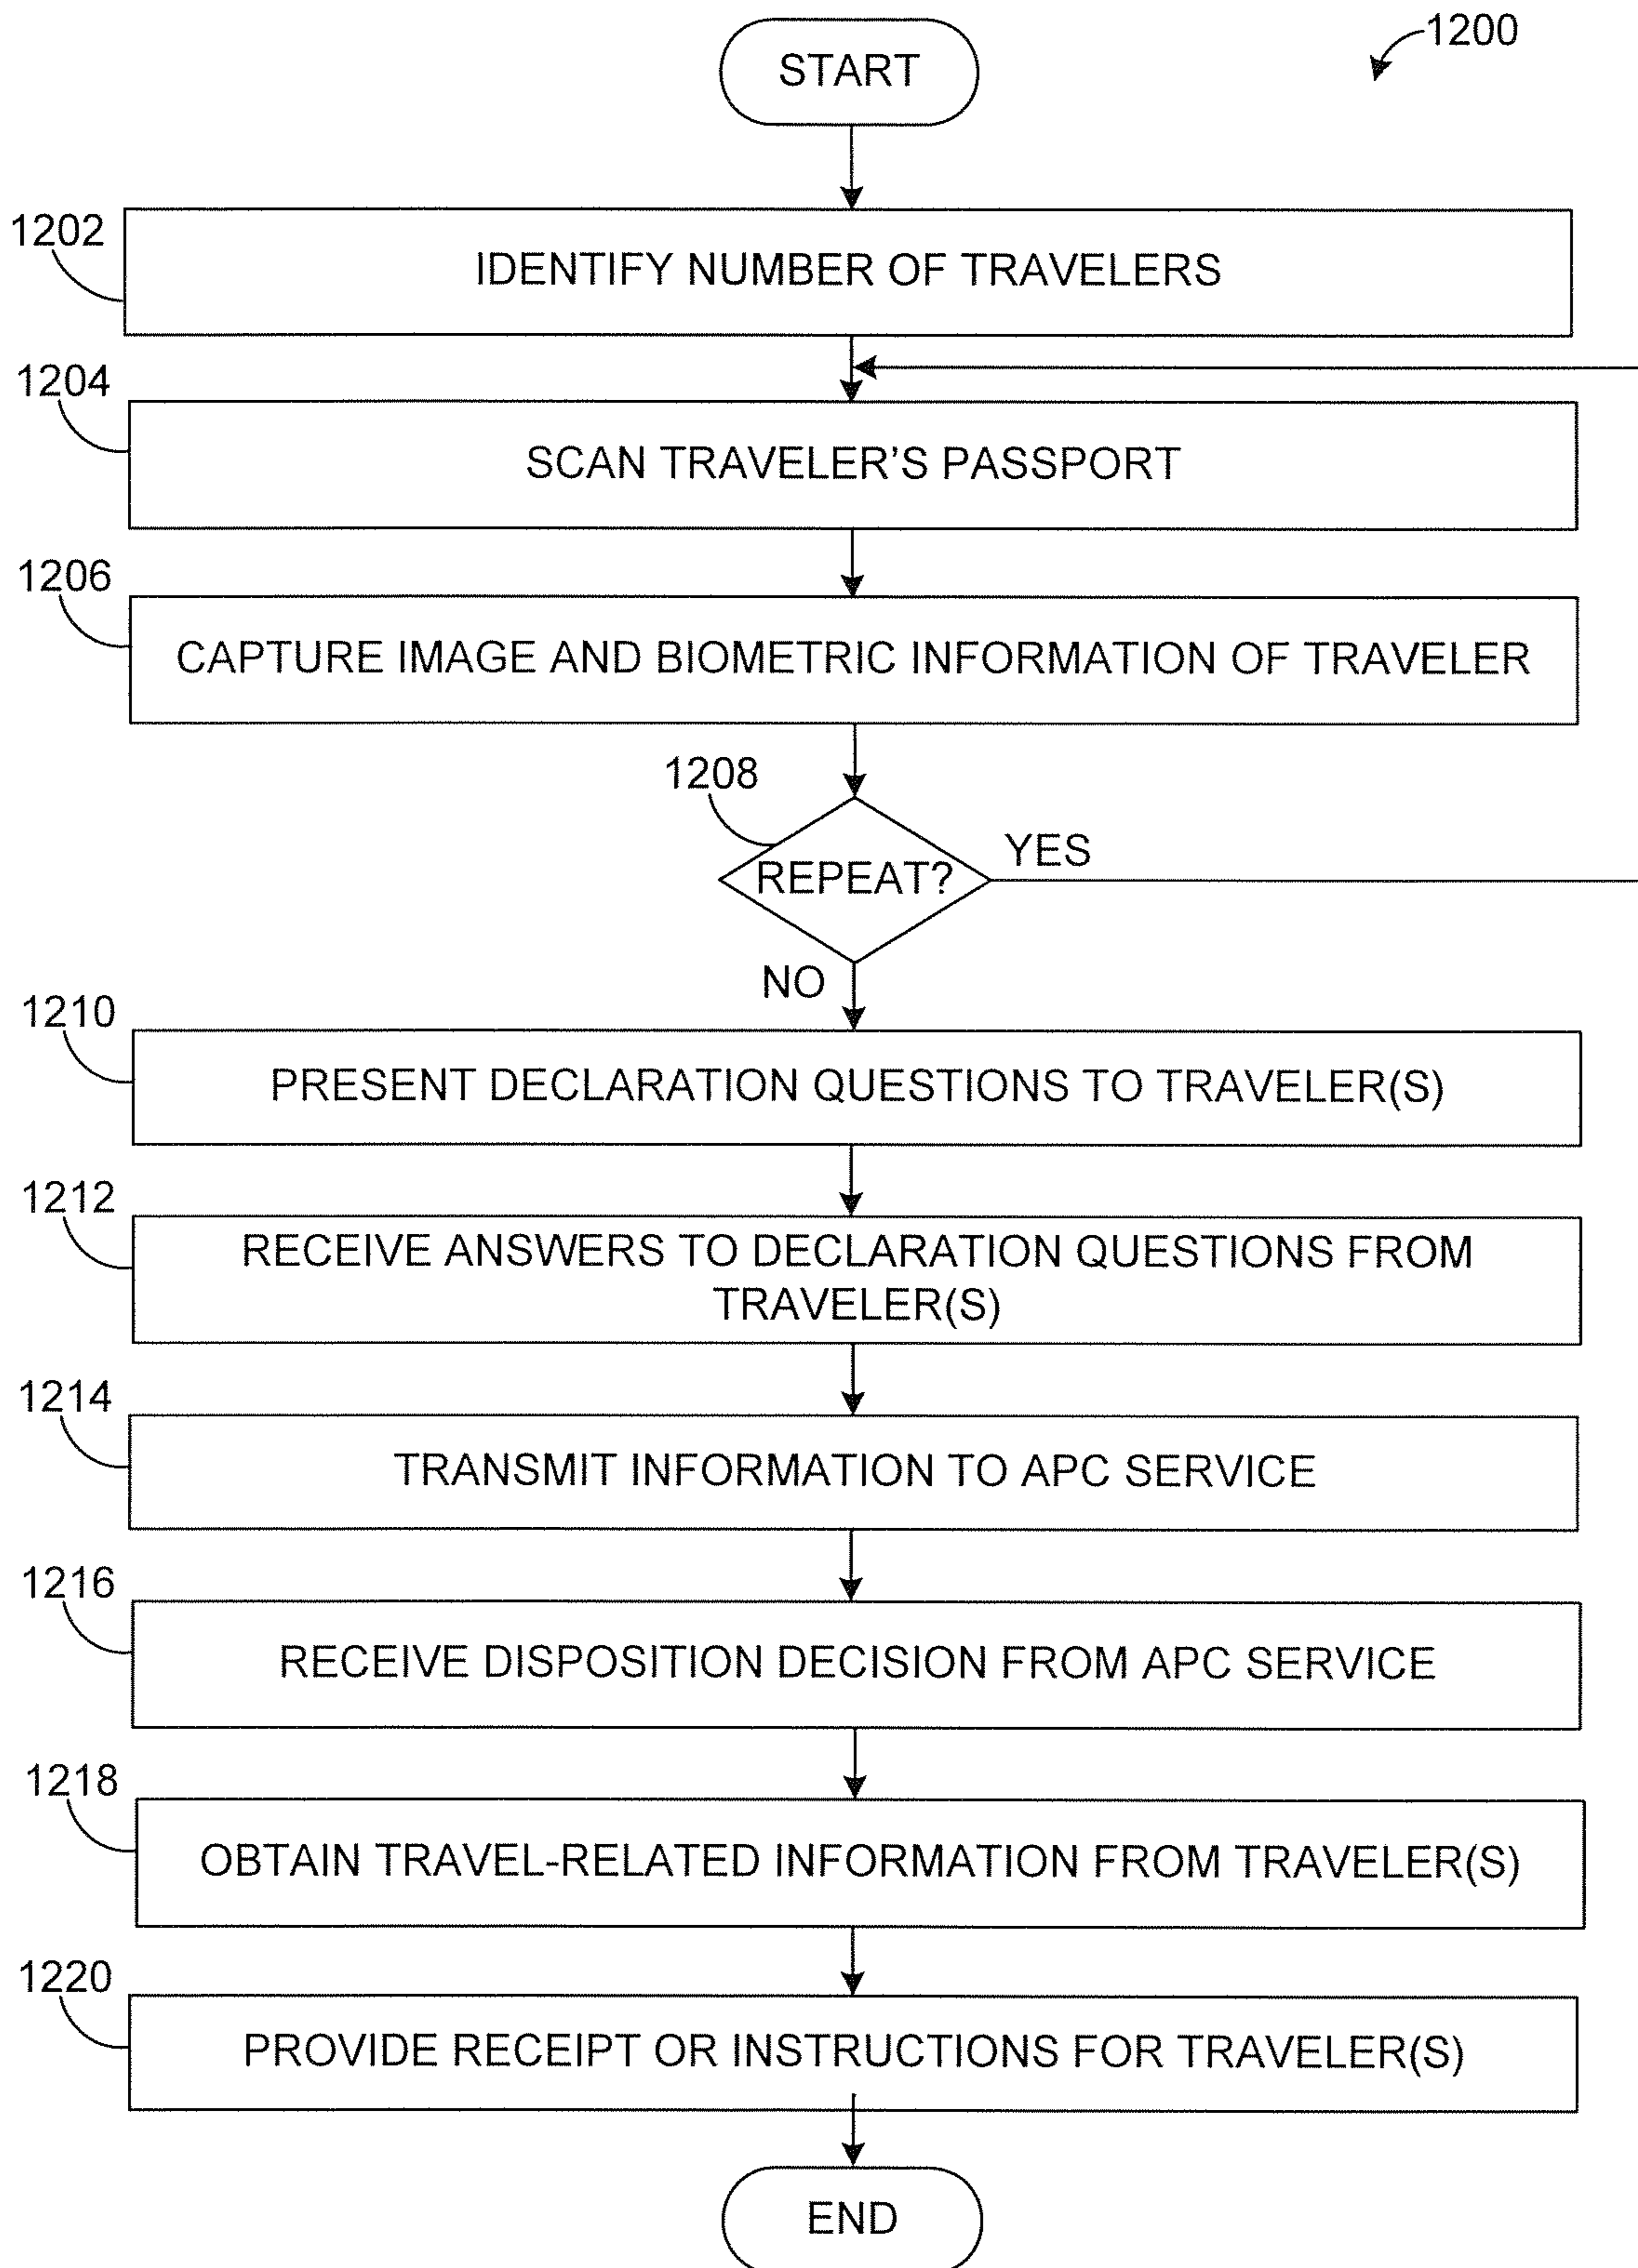 1200
START
1202
IDENTIFY NUMBER OF TRAVELERS
1204
SCAN TRAVELER'S PASSPORT
1206
CAPTURE IMAGE AND BIOMETRIC INFORMATION OF TRAVELER
1208
REPEAT?
YES
NO
1210
PRESENT DECLARATION QUESTIONS TO TRAVELER(S)
1212
RECEIVE ANSWERS TO DECLARATION QUESTIONS FROM
TRAVELER(S)
1214
TRANSMIT INFORMATION TO APC SERVICE
1216
RECEIVE DISPOSITION DECISION FROM APC SERVICE
1218
OBTAIN TRAVEL-RELATED INFORMATION FROM TRAVELER(S)
1220
PROVIDE RECEIPT OR INSTRUCTIONS FOR TRAVELER(S)
END